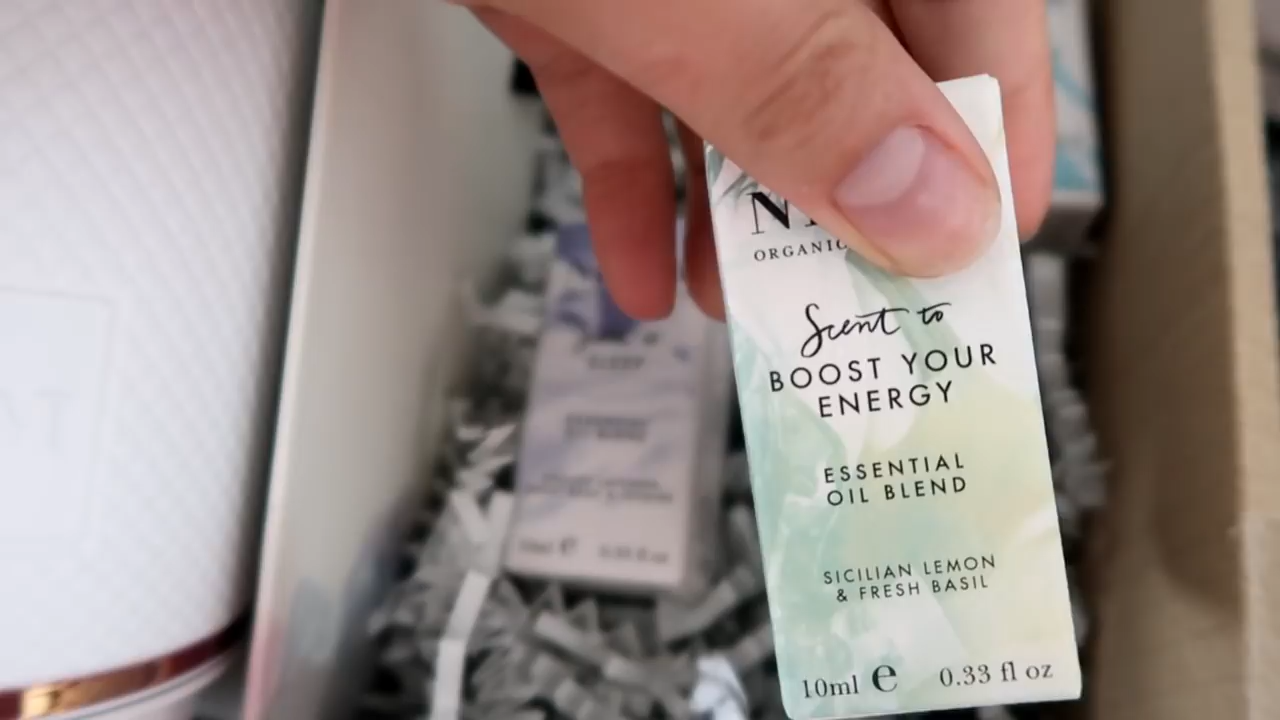 ORGANIC
Scent to
BOOST YOUR
ENERGY
ESSENTIAL
OIL BLEND
SICILIAN LEMON
& FRESH BASIL
10ml e 0.33 fl oz